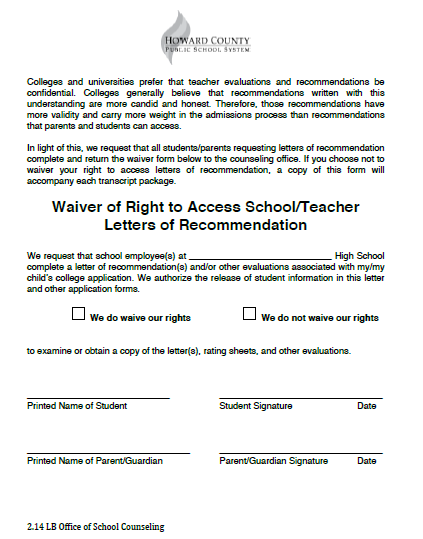 HOWARD COUNTY
PUBLIC SCHOOL SYSTEM
Colleges and universities prefer that teacher evaluations and recommendations be
confidential. Colleges generally believe that recommendations written with this
understanding are more candid and honest. Therefore, those recommendations have
more validity and carry more weight in the admissions process than recommendations
that parents and students can access.
In light of this, we request that all students/parents requesting letters of recommendation
complete and return the waiver form below to the counseling office. If you choose not to
waive your right to access letters of recommendation, a copy of this form will
accompany each transcript package.
Waiver of Right to Access School/Teacher
Letters of Recommendation
We request that school employee(s) at ______________________________ High School
complete a letter of recommendation(s) and/or other evaluations associated with my/my
child's college application. We authorize the release of student information in this letter
and other application forms.
We do waive our rights We do not waive our rights
to examine or obtain a copy of the letter(s), rating sheets, and other evaluations.
Printed Name of Student Student Signature Date
Printed Name of Parent/Guardian Parent/Guardian Signature Date
2.14 LB Office of School Counseling